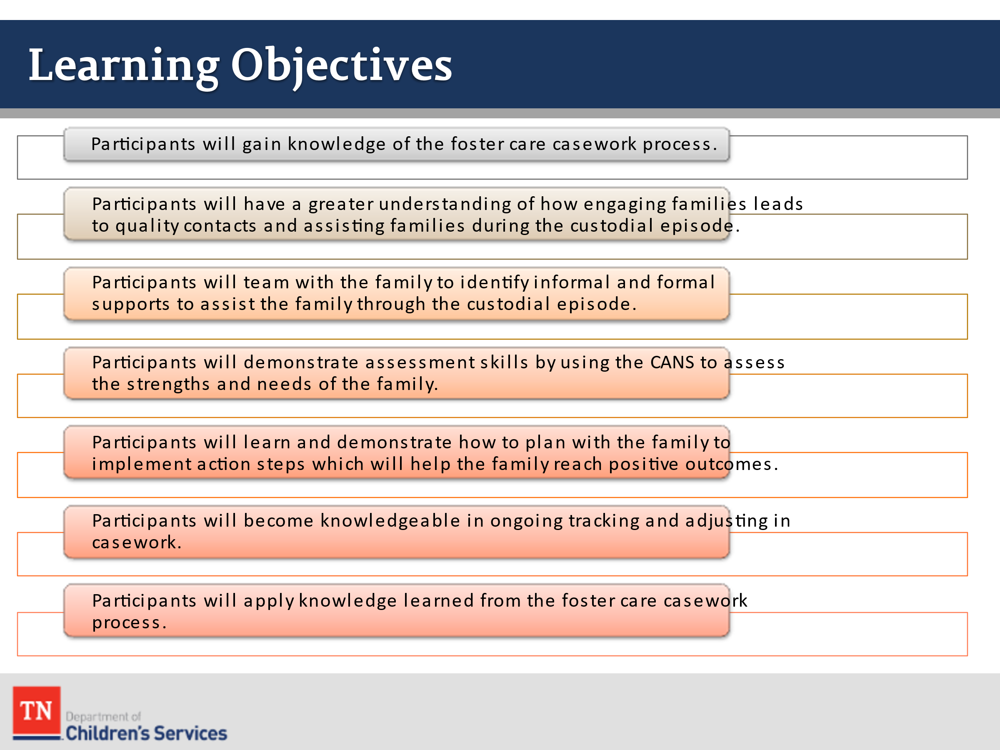 Learning Objectives
Participants will gain knowledge of the foster care casework process.
Participants will have a greater understanding of how engaging families leads
to quality contacts and assisting families during the custodial episode.
Participants will team with the family to identify informal and formal
supports to assist the family through the custodial episode.
Participants will demonstrate assessment skills by using the CANS to assess
the strengths and needs of the family.
Participants will learn and demonstrate how to plan with the family to
implement action steps which will help the family reach positive outcomes.
Participants will become knowledgeable in ongoing tracking and adjusting in
casework.
Participants will apply knowledge learned from the foster care casework
process.
TN
Department of
Children's Services